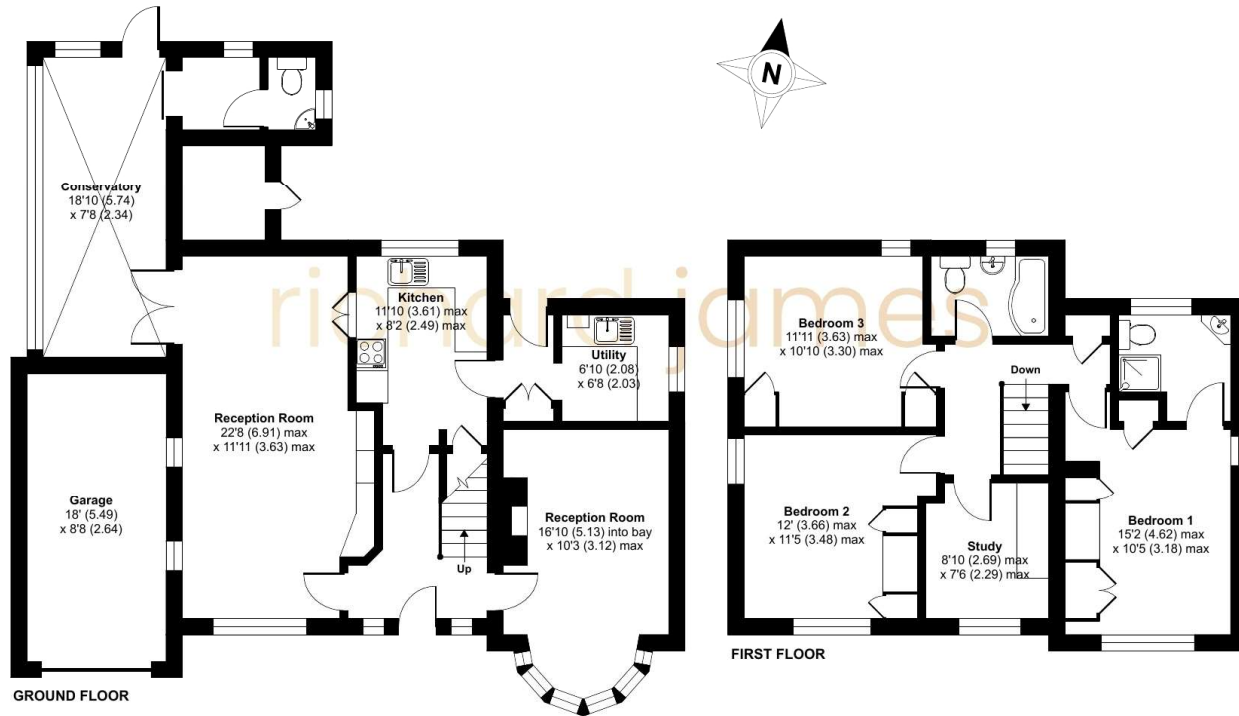 N
Conservatory
18'10 (5.74)
x 7'8 (2.34)
Kitchen
11'10 (3.61) max
x 8'2 (2.49) max
Utility
6'10 (2.08)
x 6'8 (2.03)
Reception Room
22'8 (6.91) max
x 11'11 (3.63) max
Garage
18' (5.49)
x 8'8 (2.64)
Reception Room
16'10 (5.13) into bay
x 10'3 (3.12) max
Up
GROUND FLOOR
Bedroom 3
11'11 (3.63) max
x 10'10 (3.30) max
Down
Bedroom 2
12' (3.66) max
x 11'5 (3.48) max
Study
8'10 (2.69) max
x 7'6 (2.29) max
Bedroom 1
15'2 (4.62) max
x 10'5 (3.18) max
FIRST FLOOR
richard james